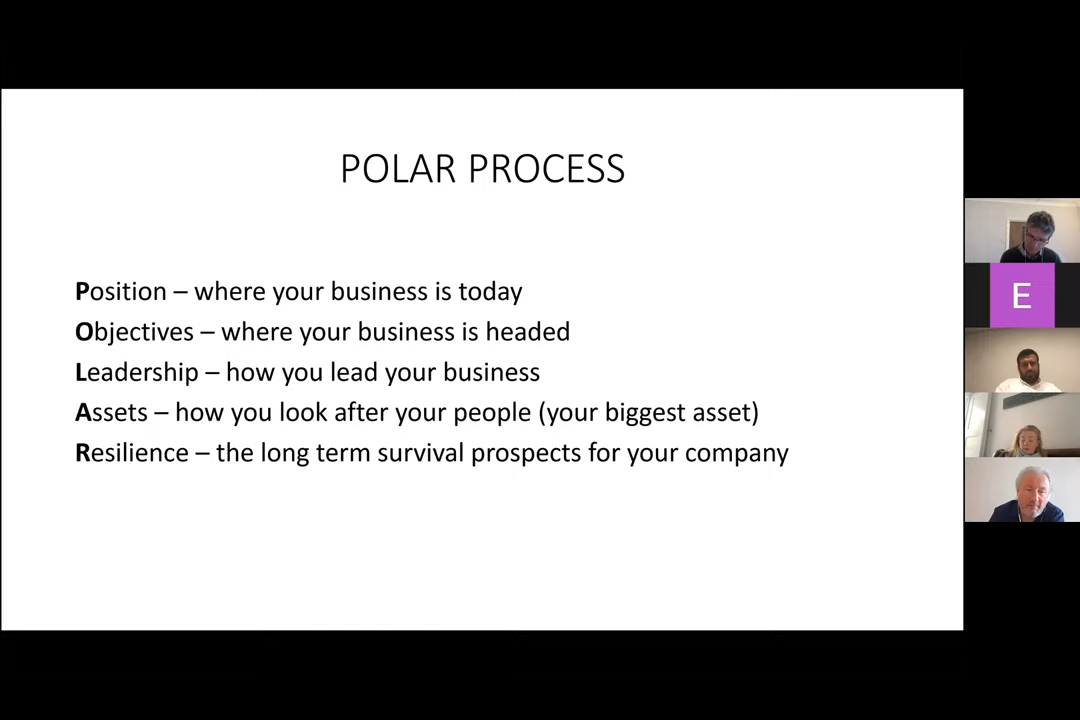 POLAR PROCESS
Position – where your business is today
Objectives – where your business is headed
Leadership – how you lead your business
Assets – how you look after your people (your biggest asset)
Resilience – the long term survival prospects for your company
E